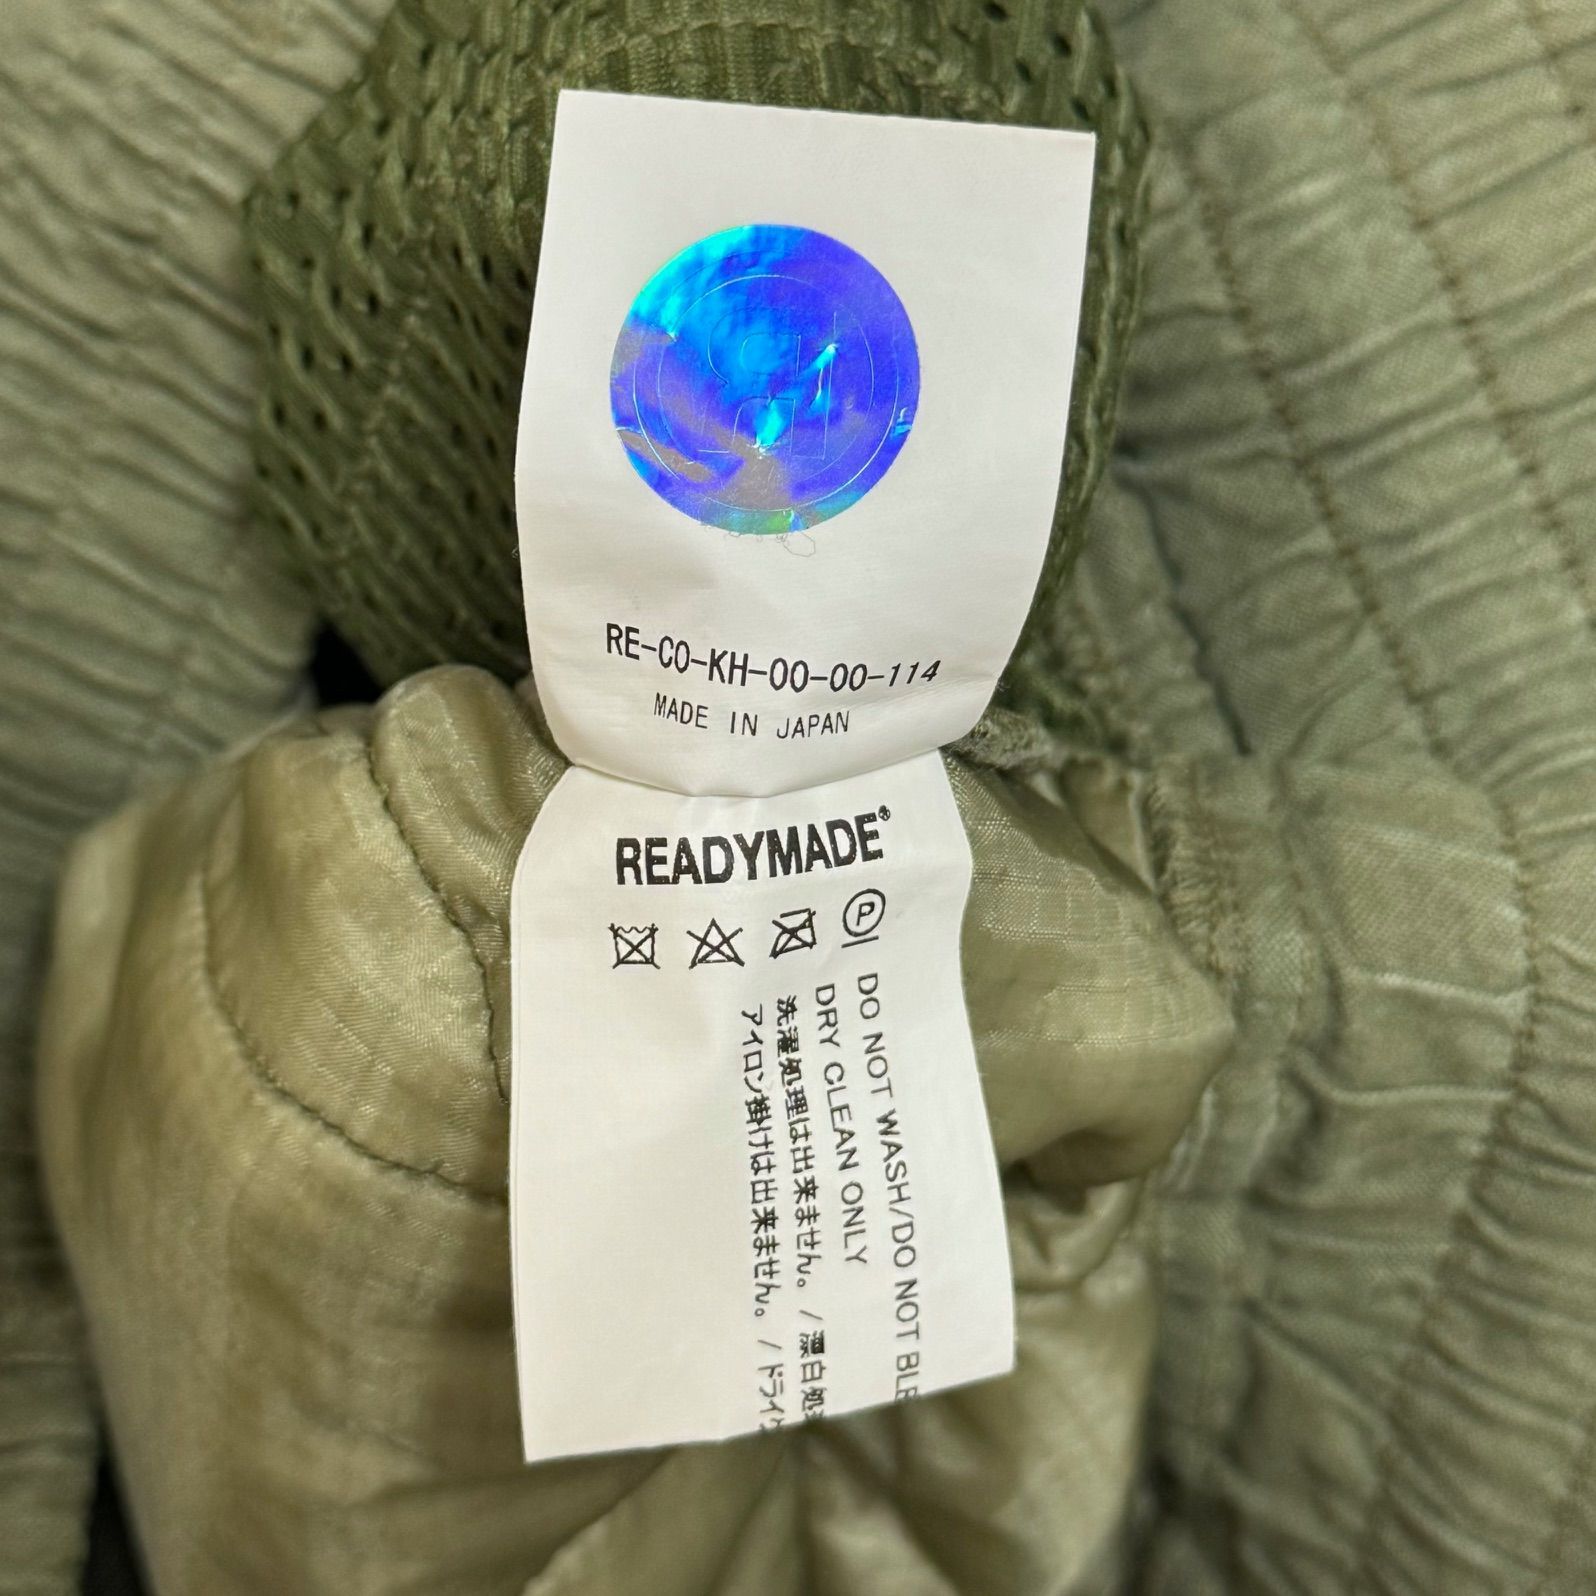 RE-CO-KH-00-00-114
MADE IN JAPAN
READYMADE®
P
DO NOT WASH/DO NOT BLE
DRY CLEAN ONLY
洗濯処理は出来ません。/漂白処
アイロン掛けは出来ません。/ドライク